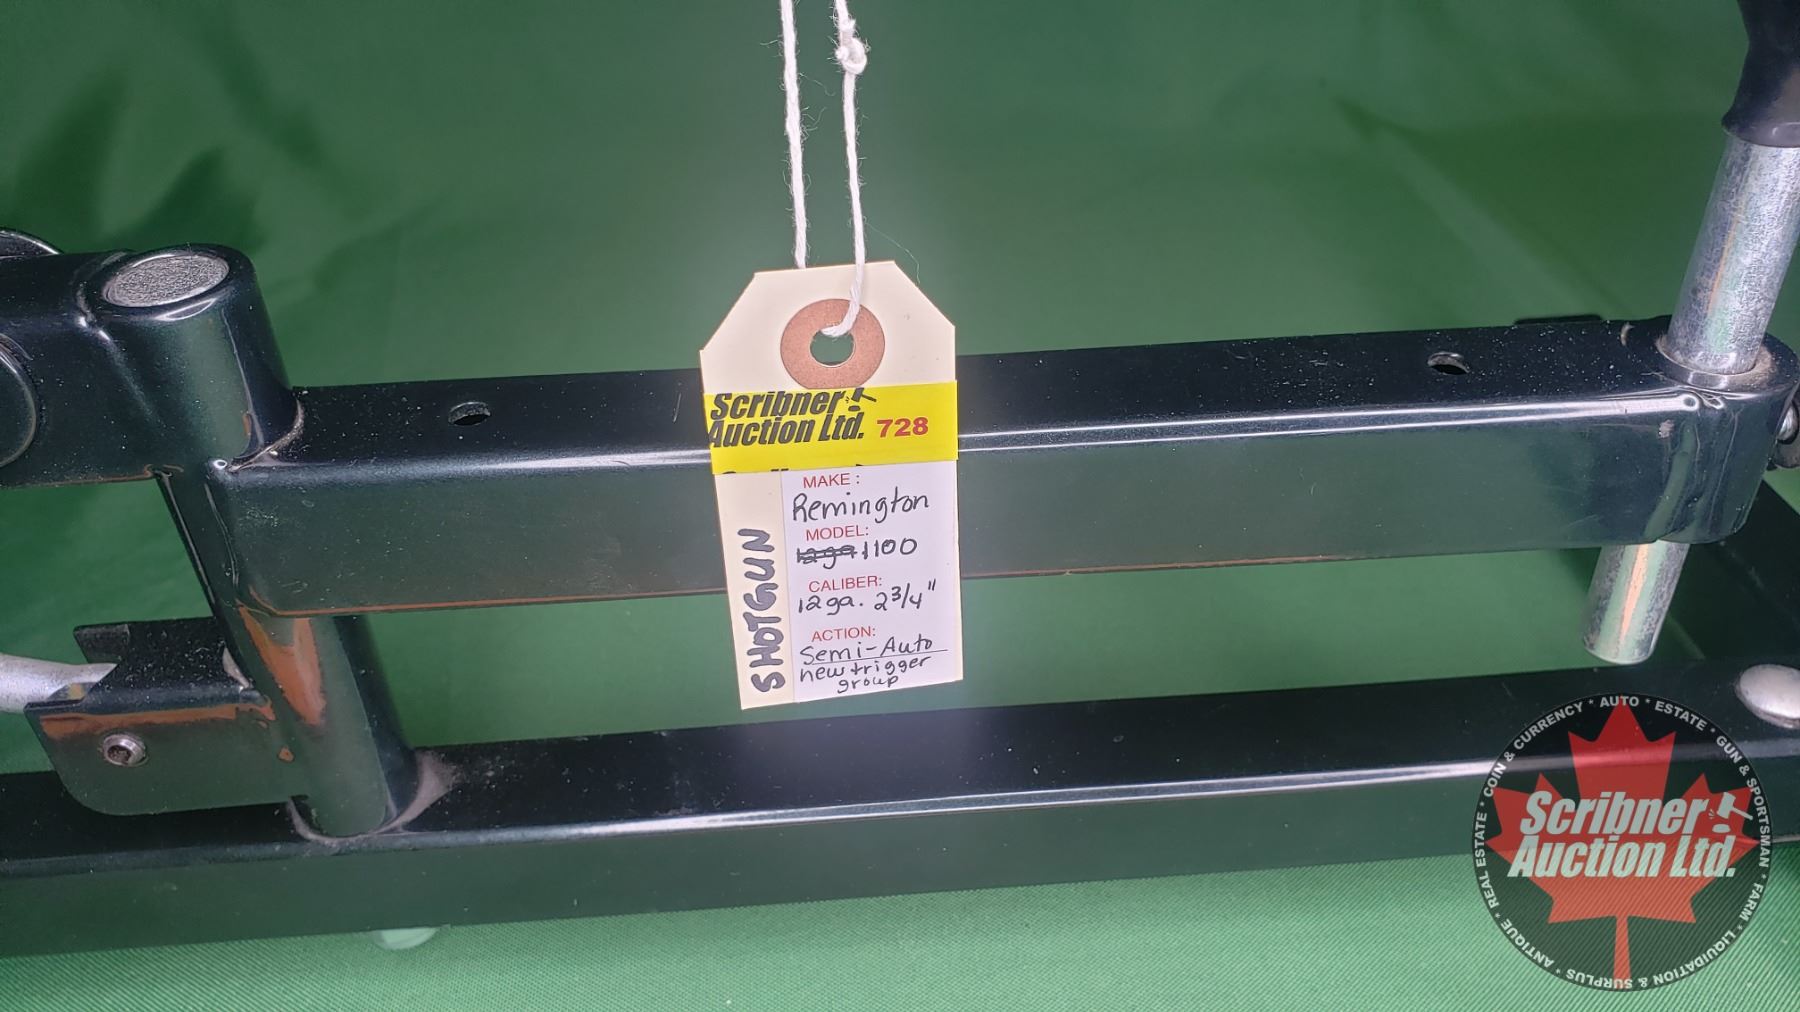 Scribner
Auction Ltd. 728
SHOTGUN
MAKE:
Remington
MODEL:
12ga 1100
CALIBER:
12ga. 2 3/4"
ACTION:
Semi-Auto
new trigger
group
COIN & CURRENCY * AUTO * ESTATE * GUN & SPORTSMAN * FARM * LIQUIDATION & SURPLUS * ANTIQUE * REAL ESTATE *
Scribner
Auction Ltd.